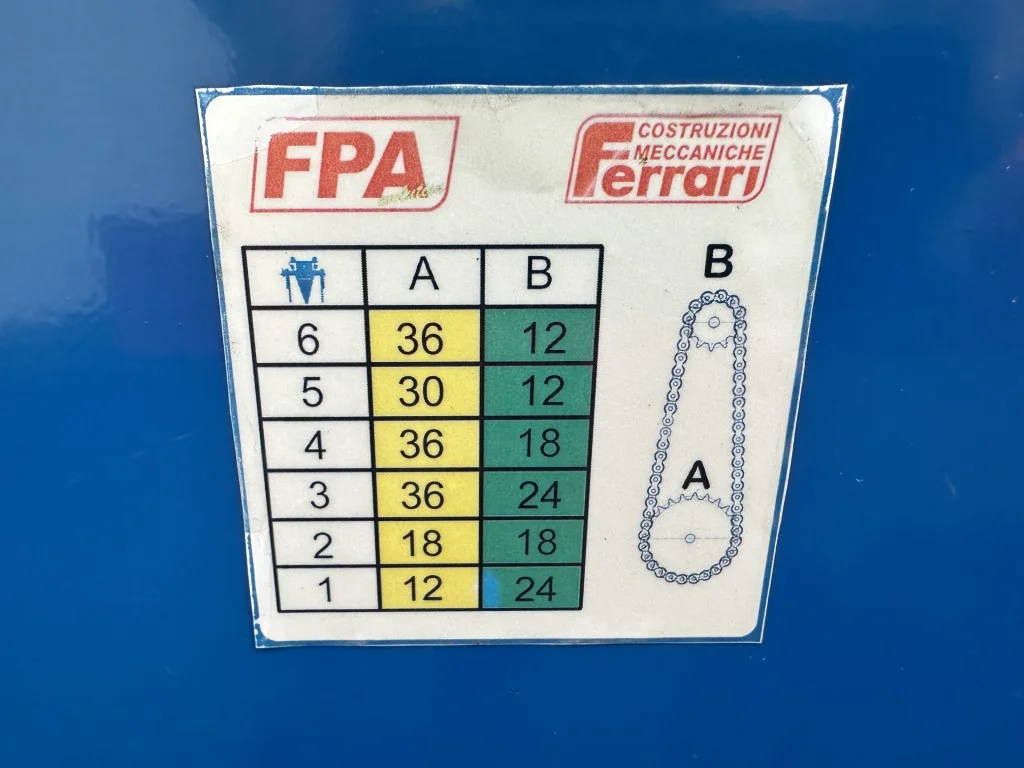 FPA
COSTRUZIONI
MECCANICHE
Ferrari
A B
6 36 12
5 30 12
4 36 18
3 36 24
2 18 18
1 12 24
B
A